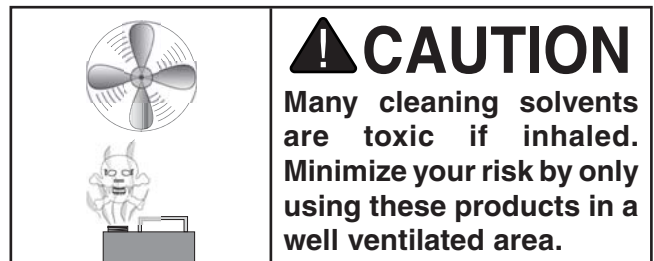 CAUTION
Many cleaning solvents
are toxic if inhaled.
Minimize your risk by only
using these products in a
well ventilated area.